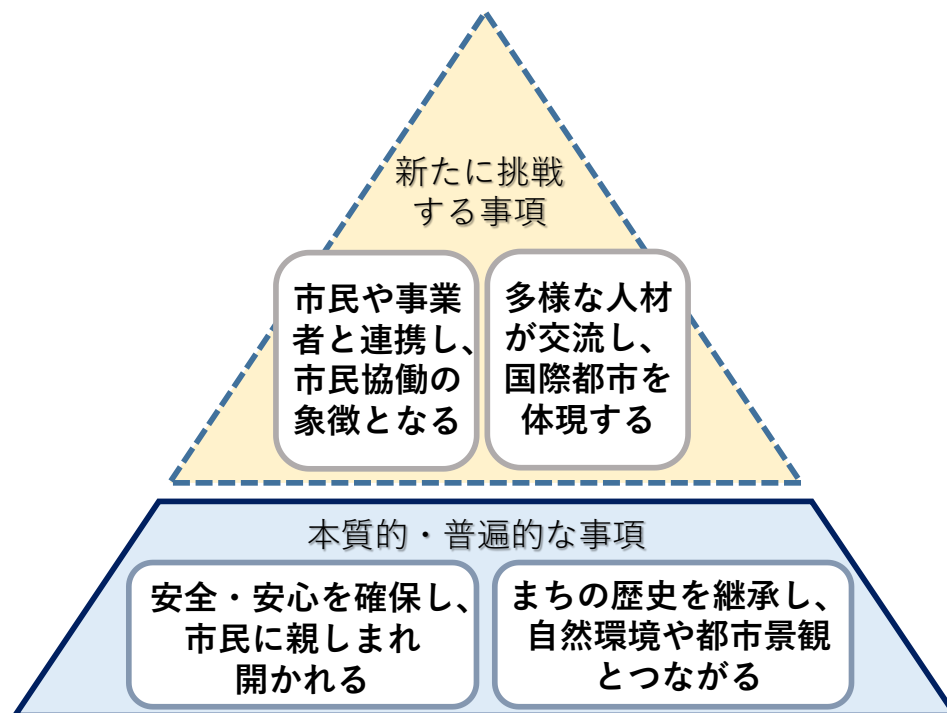 新たに挑戦
する事項
市民や事業
者と連携し、
市民協働の
象徴となる
多様な人材
が交流し、
国際都市を
体現する
本質的・普遍的な事項
安全・安心を確保し、
市民に親しまれ
開かれる
まちの歴史を継承し、
自然環境や都市景観
とつながる